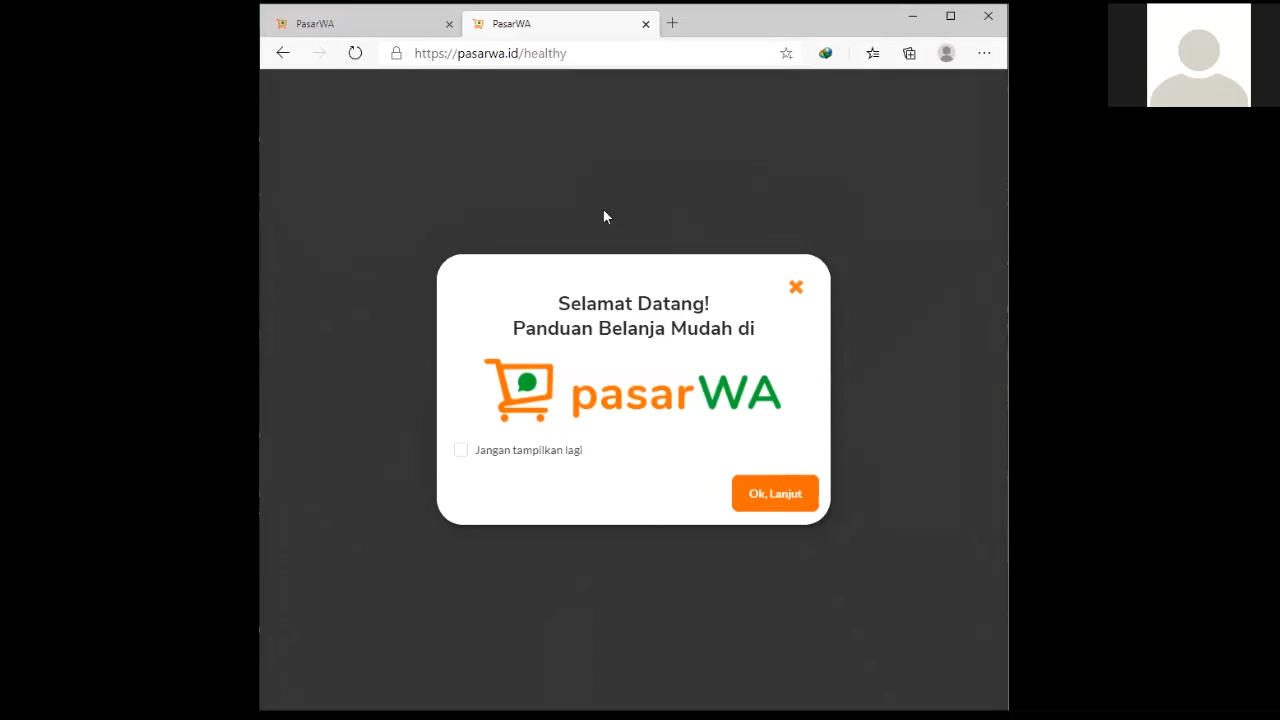 PasarWA
PasarWA
https://pasarwa.id/healthy
Selamat Datang!
Panduan Belanja Mudah di
pasarWA
Jangan tampilkan lagi
Ok, Lanjut